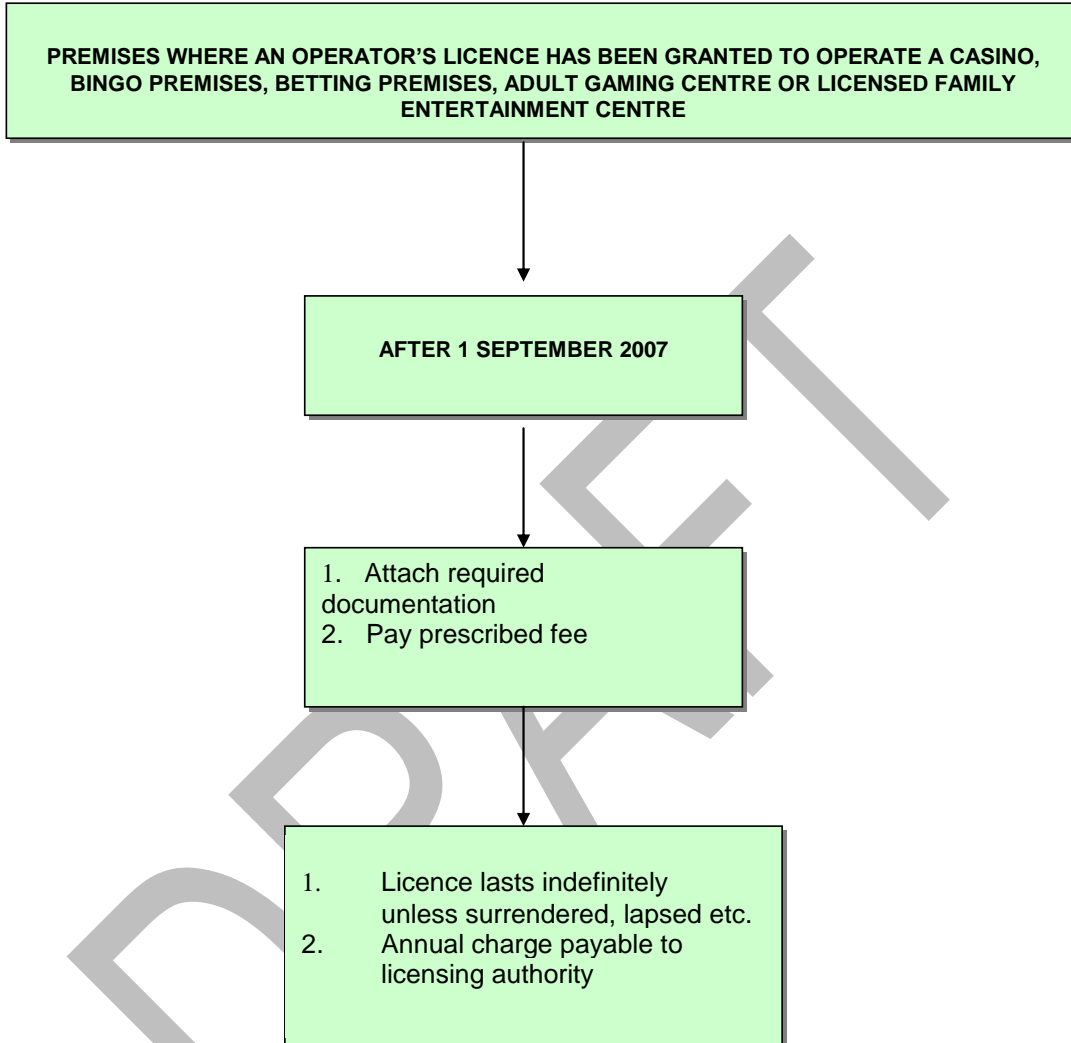 PREMISES WHERE AN OPERATOR’S LICENCE HAS BEEN GRANTED TO OPERATE A CASINO,
BINGO PREMISES, BETTING PREMISES, ADULT GAMING CENTRE OR LICENSED FAMILY
ENTERTAINMENT CENTRE
AFTER 1 SEPTEMBER 2007
1. Attach required
documentation
2. Pay prescribed fee
1. Licence lasts indefinitely
unless surrendered, lapsed etc.
2. Annual charge payable to
licensing authority
DRAFT